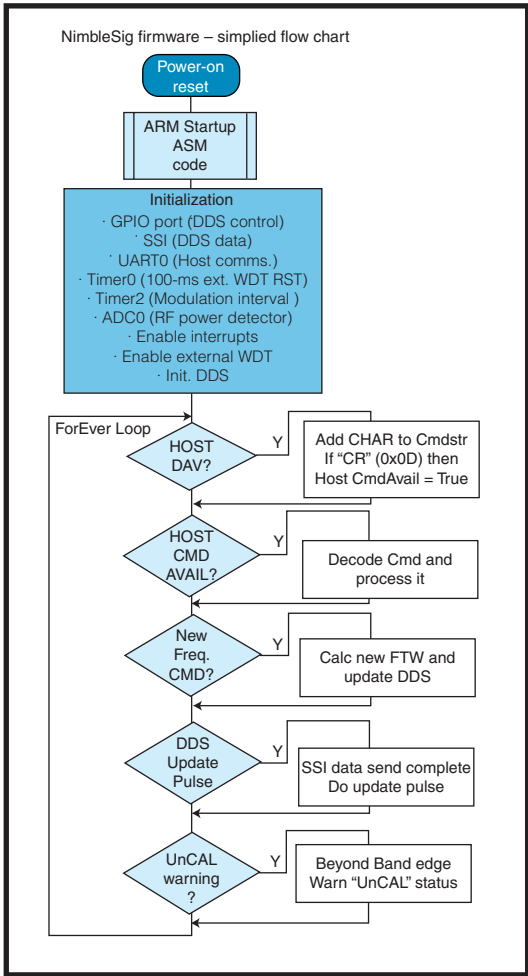 NimbleSig firmware – simplied flow chart
Power-on
reset
ARM Startup
ASM
code
Initialization
· GPIO port (DDS control)
· SSI (DDS data)
· UART0 (Host comms.)
· Timer0 (100-ms ext. WDT RST)
· Timer2 (Modulation interval )
· ADC0 (RF power detector)
· Enable interrupts
· Enable external WDT
· Init. DDS
ForEver Loop
HOST
DAV?
Y
Add CHAR to Cmdstr
If “CR” (0x0D) then
Host CmdAvail = True
HOST
CMD
AVAIL?
Y
Decode Cmd and
process it
New
Freq.
CMD?
Y
Calc new FTW and
update DDS
DDS
Update
Pulse
Y
SSI data send complete
Do update pulse
UnCAL
warning
?
Y
Beyond Band edge
Warn “UnCAL” status